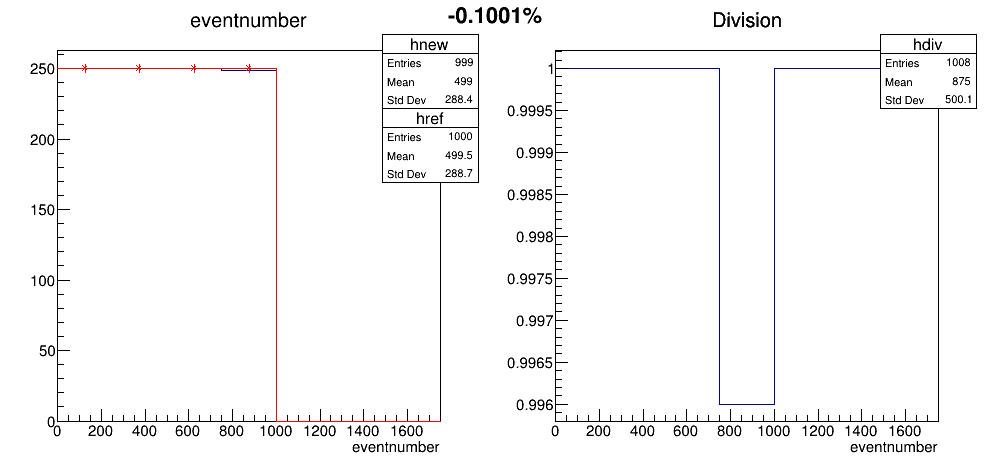 -0.1001%
eventnumber
hnew
Entries 999
Mean 499
Std Dev 288.4
href
Entries 1000
Mean 499.5
Std Dev 288.7
250
200
150
100
50
0
0 200 400 600 800 1000 1200 1400 1600
eventnumber
Division
hdiv
Entries 1008
Mean 875
Std Dev 500.1
1
0.9995
0.999
0.9985
0.998
0.9975
0.997
0.9965
0.996
0 200 400 600 800 1000 1200 1400 1600
eventnumber